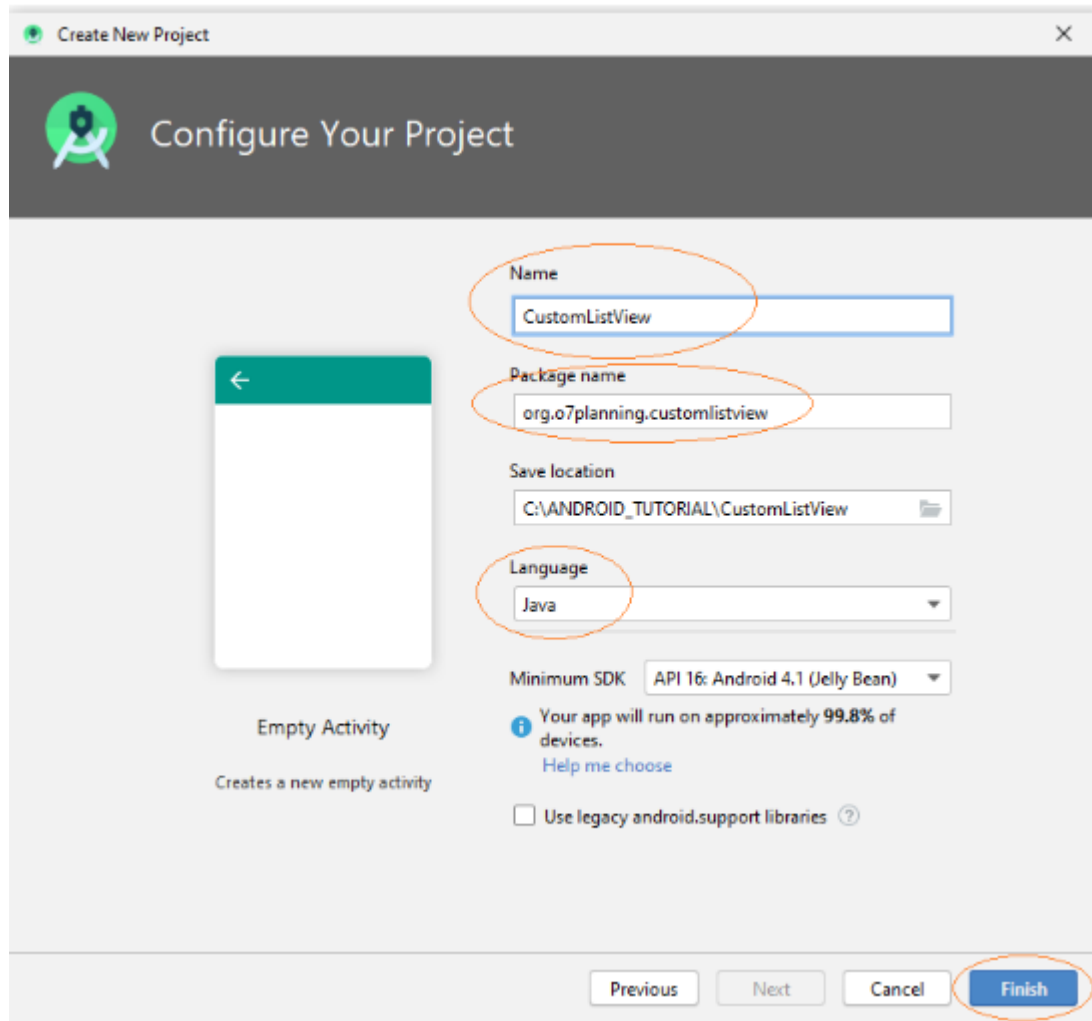 Create New Project
Configure Your Project
Name
CustomListView
Package name
org.o7planning.customlistview
Save location
C:\ANDROID_TUTORIAL\CustomListView
Language
Java
Minimum SDK API 16: Android 4.1 (Jelly Bean)
Your app will run on approximately 99.8% of
devices.
Help me choose
Use legacy android.support libraries ?
Empty Activity
Creates a new empty activity
Previous Next Cancel Finish